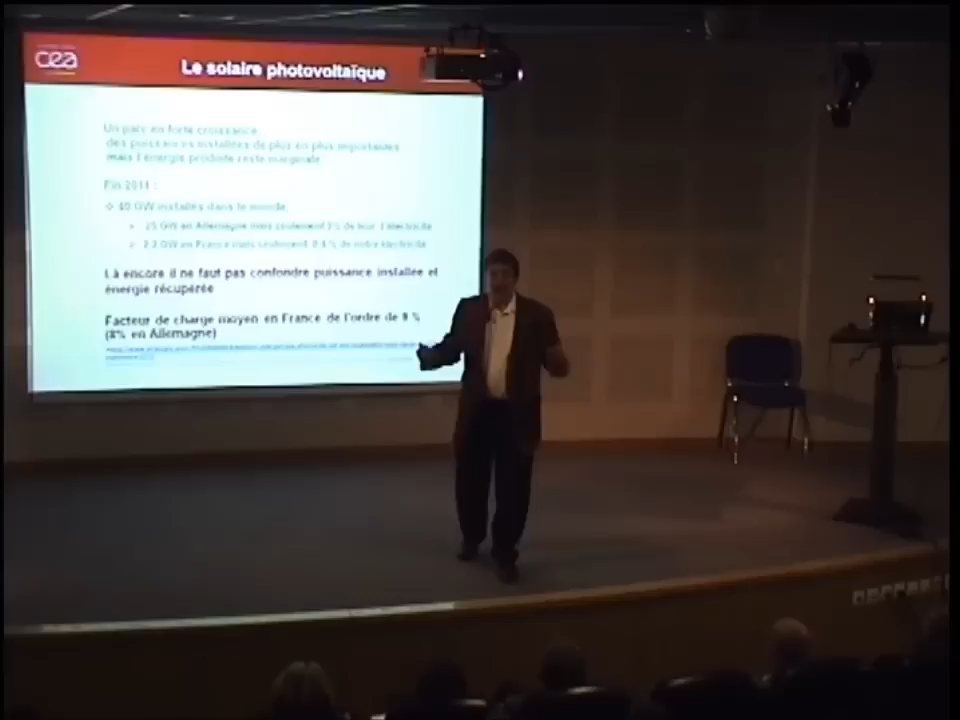 cea
Le solaire photovoltaïque
Un parc en forte croissance,
des puissances installées de plus en plus importantes
mais l'énergie produite reste marginale
Fin 2011 :
40 GW installés dans le monde,
25 GW en Allemagne mais seulement 3% de leur électricité
2,2 GW en France mais seulement 0,4 % de notre électricité
Là encore il ne faut pas confondre puissance installée et
énergie récupérée
Facteur de charge moyen en France de l'ordre de 8 %
(8% en Allemagne)